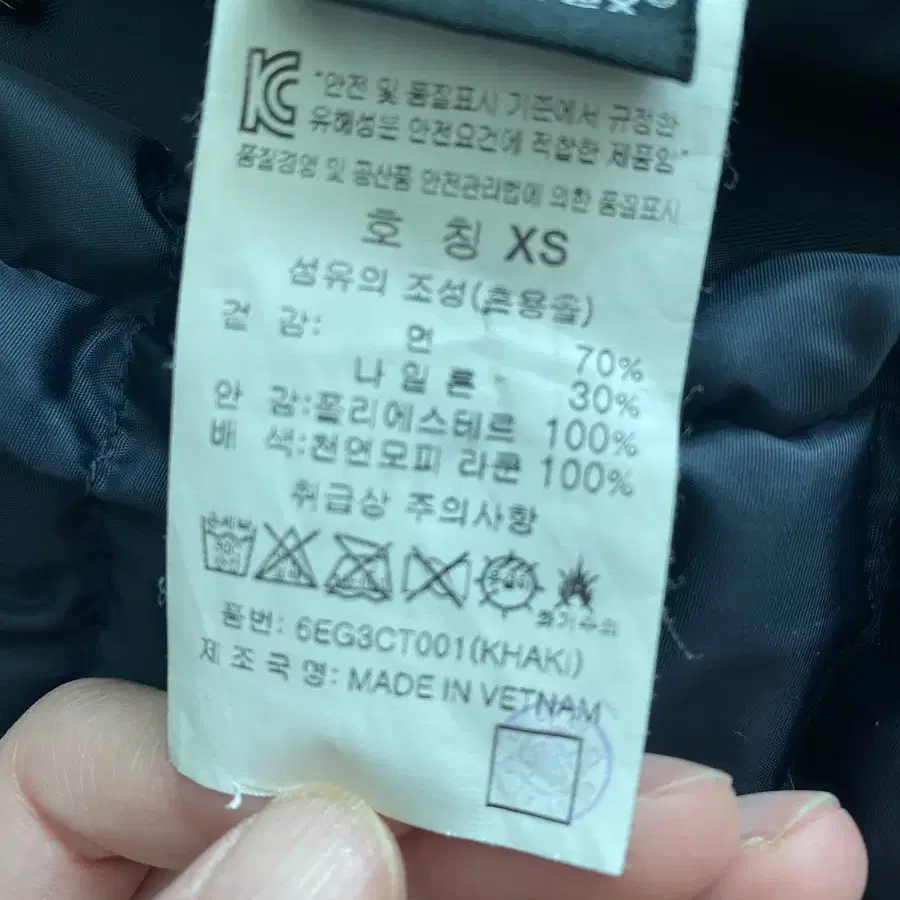 KC
"안전 및 품질표시 기준에서 규정한
유해성분 안전요건에 적합한 제품임"
품질경영 및 공산품 안전관리법에 의한 품질표시
호 칭 XS
섬유의 조성(혼용율)
겉 감: 면 70%
나일론 30%
안 감:폴리에스테르 100%
배 색:천연모피 라쿤 100%
취급상 주의사항
화기주의
품번: 6EG3CT001(KHAKI)
제조국명: MADE IN VETNAM